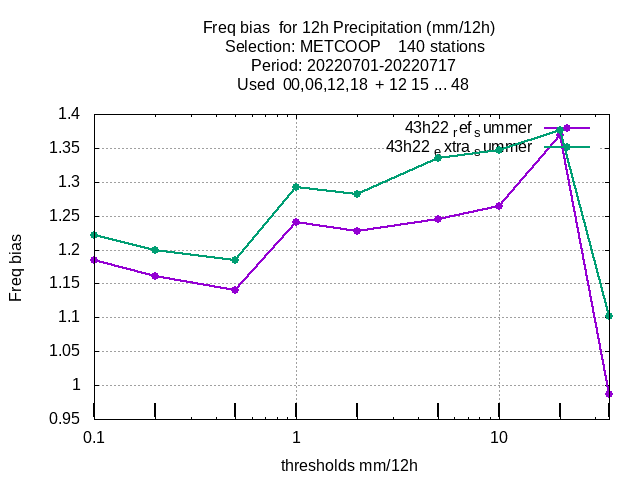 Freq bias  for 12h Precipitation (mm/12h)
Selection: METCOOP    140 stations
Period: 20220701-20220717
Used  00,06,12,18  + 12 15 ... 48
43h22 ref summer
43h22 extra summer
1.4
1.35
1.3
1.25
1.2
1.15
1.1
1.05
1
0.95
Freq bias
0.1 1 10
thresholds mm/12h